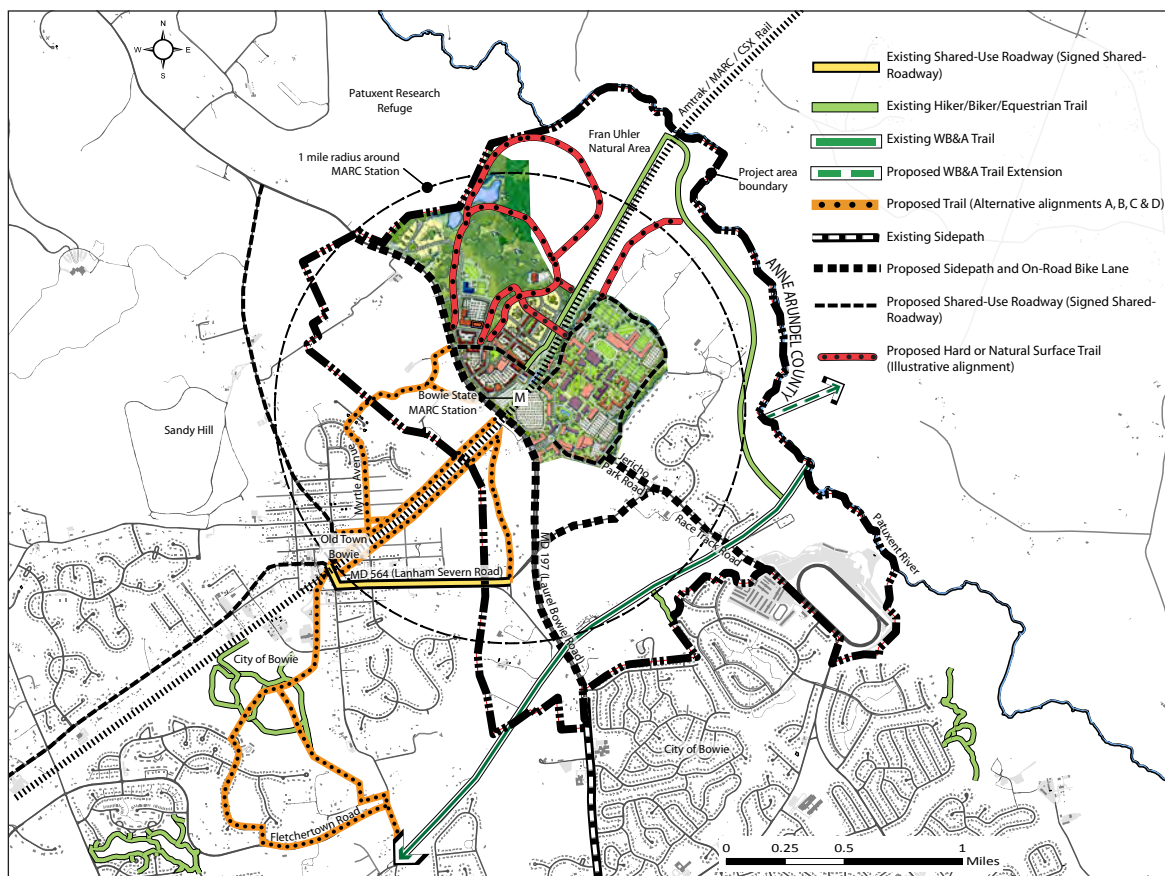 N
W
E
S
Patuxent Research
Refuge
1 mile radius around
MARC Station
Fran Uhler
Natural Area
Amtrak / MARC / CSX Rail
Project area
boundary
ANNE ARUNDEL COUNTY
Existing Shared-Use Roadway (Signed Shared-
Roadway)
Existing Hiker/Biker/Equestrian Trail
Existing WB&A Trail
Proposed WB&A Trail Extension
Proposed Trail (Alternative alignments A, B, C & D)
Existing Sidepath
Proposed Sidepath and On-Road Bike Lane
Proposed Shared-Use Roadway (Signed Shared-
Roadway)
Proposed Hard or Natural Surface Trail
(Illustrative alignment)
Bowie State
MARC Station
M
Sandy Hill
Myrtle Avenue
Jericho
Park Road
Race Track Road
Old Town
Bowie
MD 564 (Lanham Severn Road)
MD 197 (Laurel Bowie Road)
Patuxent River
City of Bowie
City of Bowie
Fletchertown Road
0 0.25 0.5 1
Miles